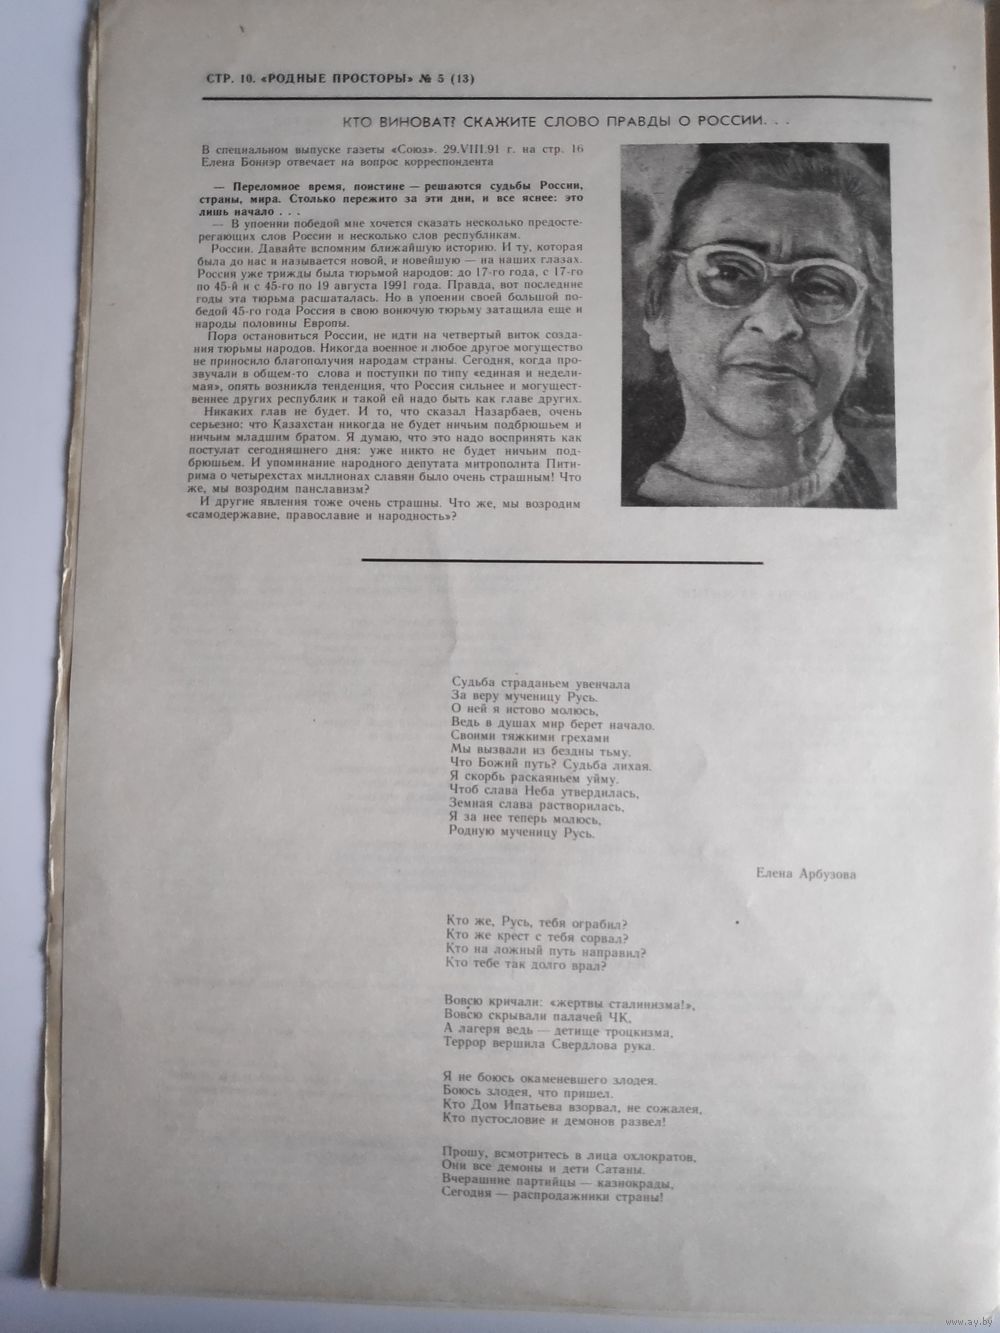 СТР. 10. «РОДНЫЕ ПРОСТОРЫ» № 5 (13)
КТО ВИНОВАТ? СКАЖИТЕ СЛОВО ПРАВДЫ О РОССИИ. . .
В специальном выпуске газеты «Союз». 29.VIII.91 г. на стр. 16
Елена Боннэр отвечает на вопрос корреспондента
— Переломное время, поистине — решаются судьбы России,
страны, мира. Столько пережито за эти дни, и все яснее: это
лишь начало . . .
— В упоении победой мне хочется сказать несколько предосте-
регающих слов России и несколько слов республикам.
России. Давайте вспомним ближайшую историю. И ту, которая
была до нас и называется новой, и новейшую — на наших глазах.
Россия уже трижды была тюрьмой народов: до 17-го года, с 17-го
по 45-й и с 45-го по 19 августа 1991 года. Правда, вот последние
годы эта тюрьма расшаталась. Но в упоении своей большой по-
бедой 45-го года Россия в свою вонючую тюрьму затащила еще и
народы половины Европы.
Пора остановиться России, не идти на четвертый виток созда-
ния тюрьмы народов. Никогда военное и любое другое могущество
не приносило благополучия народам страны. Сегодня, когда про-
звучали в общем-то слова и поступки по типу «единая и недели-
мая», опять возникла тенденция, что Россия сильнее и могущест-
веннее других республик и такой ей надо быть как главе других.
Никаких глав не будет. И то, что сказал Назарбаев, очень
серьезно: что Казахстан никогда не будет ничьим подбрюшьем и
ничьим младшим братом. Я думаю, что это надо воспринять как
постулат сегодняшнего дня: уже никто не будет ничьим под-
брюшьем. И упоминание народного депутата митрополита Пити-
рима о четырехстах миллионах славян было очень страшным! Что
же, мы возродим панславизм?
И другие явления тоже очень страшны. Что же, мы возродим
«самодержавие, православие и народность»?
Судьба страданьем увенчала
За веру мученицу Русь.
О ней я истово молюсь,
Ведь в душах мир берет начало.
Своими тяжкими грехами
Мы вызвали из бездны тьму.
Что Божий путь? Судьба лихая.
Я скорбь раскаяньем уйму.
Чтоб слава Неба утвердилась,
Земная слава растворилась,
Я за нее теперь молюсь,
Родную мученицу Русь.
Елена Арбузова
Кто же, Русь, тебя ограбил?
Кто же крест с тебя сорвал?
Кто на ложный путь направил?
Кто тебе так долго врал?
Вовсю кричали: «жертвы сталинизма!»,
Вовсю скрывали палачей ЧК,
А лагеря ведь — детище троцкизма,
Террор вершила Свердлова рука.
Я не боюсь окаменевшего злодея.
Боюсь злодея, что пришел.
Кто Дом Ипатьева взорвал, не сожалея,
Кто пустословие и демонов развел!
Прошу, всмотритесь в лица охлократов,
Они все демоны и дети Сатаны.
Вчерашние партийцы — казнокрады,
Сегодня — распродажники страны!
www.ay.by